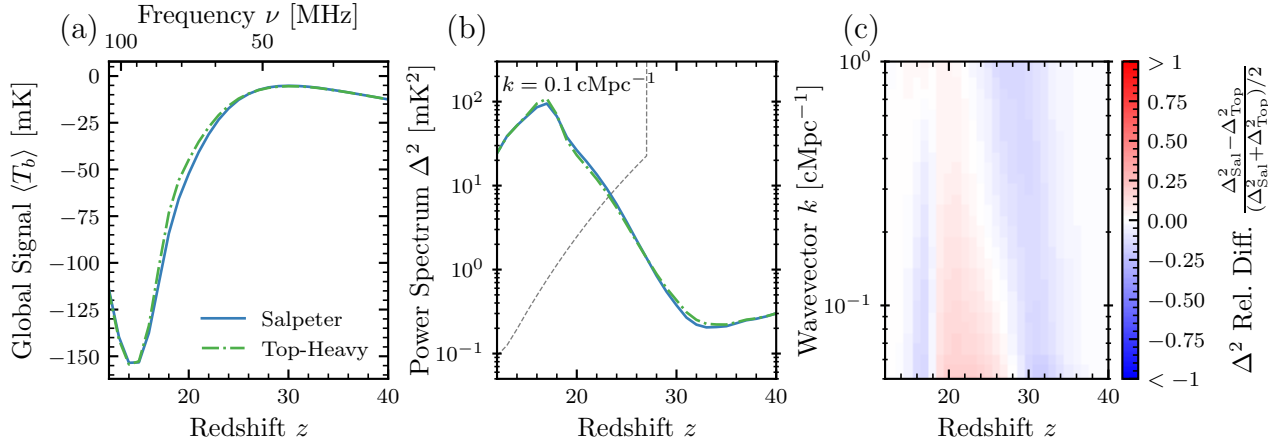 (a)
Frequency ν [MHz]
100
50
0
−25
−50
−75
−100
−125
−150
Global Signal ⟨T_b⟩ [mK]
Salpeter
Top-Heavy
20
30
40
Redshift z
(b)
k = 0.1 cMpc⁻¹
10²
10¹
10⁰
10⁻¹
Power Spectrum Δ² [mK²]
20
30
40
Redshift z
(c)
10⁰
10⁻¹
Wavevector k [cMpc⁻¹]
20
30
40
Redshift z
> 1
0.75
0.50
0.25
0.00
−0.25
−0.50
−0.75
< −1
Δ² Rel. Diff. (Δ²_Sal − Δ²_Top)/((Δ²_Sal + Δ²_Top)/2)